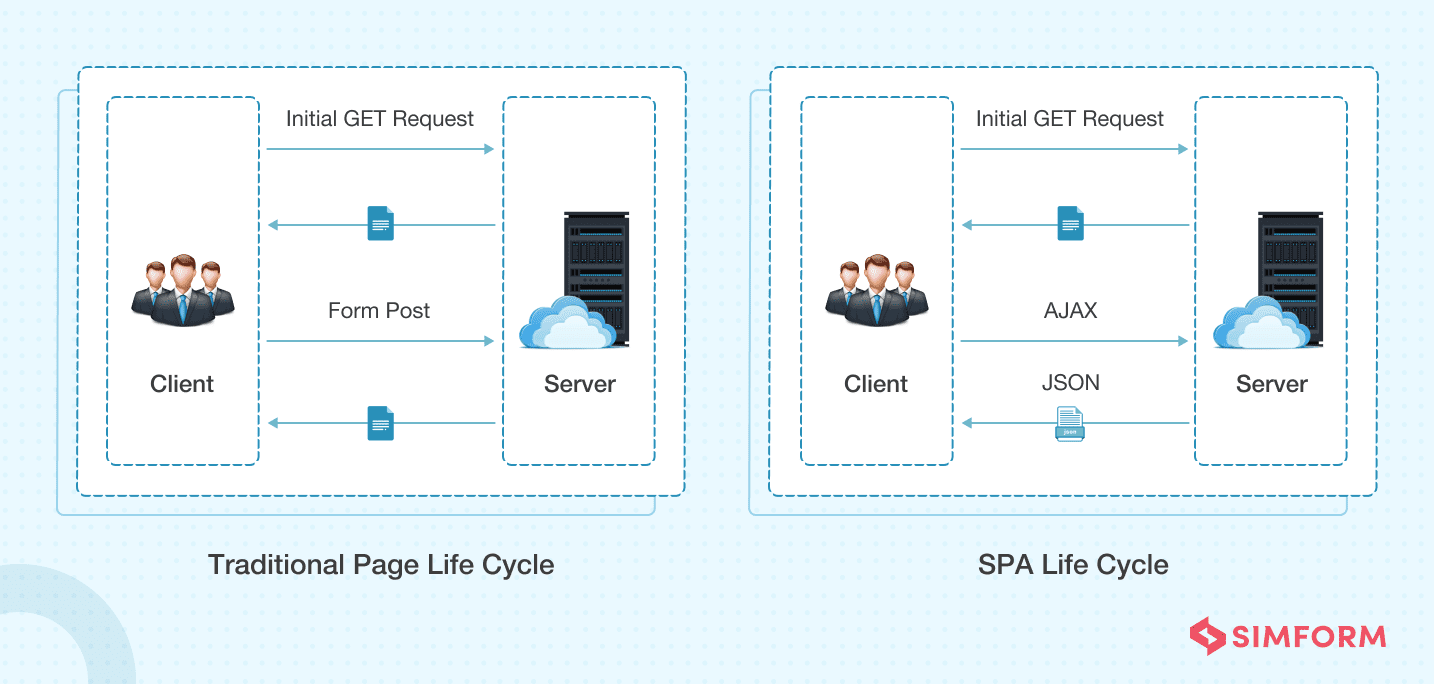 Initial GET Request
Form Post
Client
Server
Traditional Page Life Cycle
Initial GET Request
AJAX
JSON
json
Client
Server
SPA Life Cycle
SIMFORM